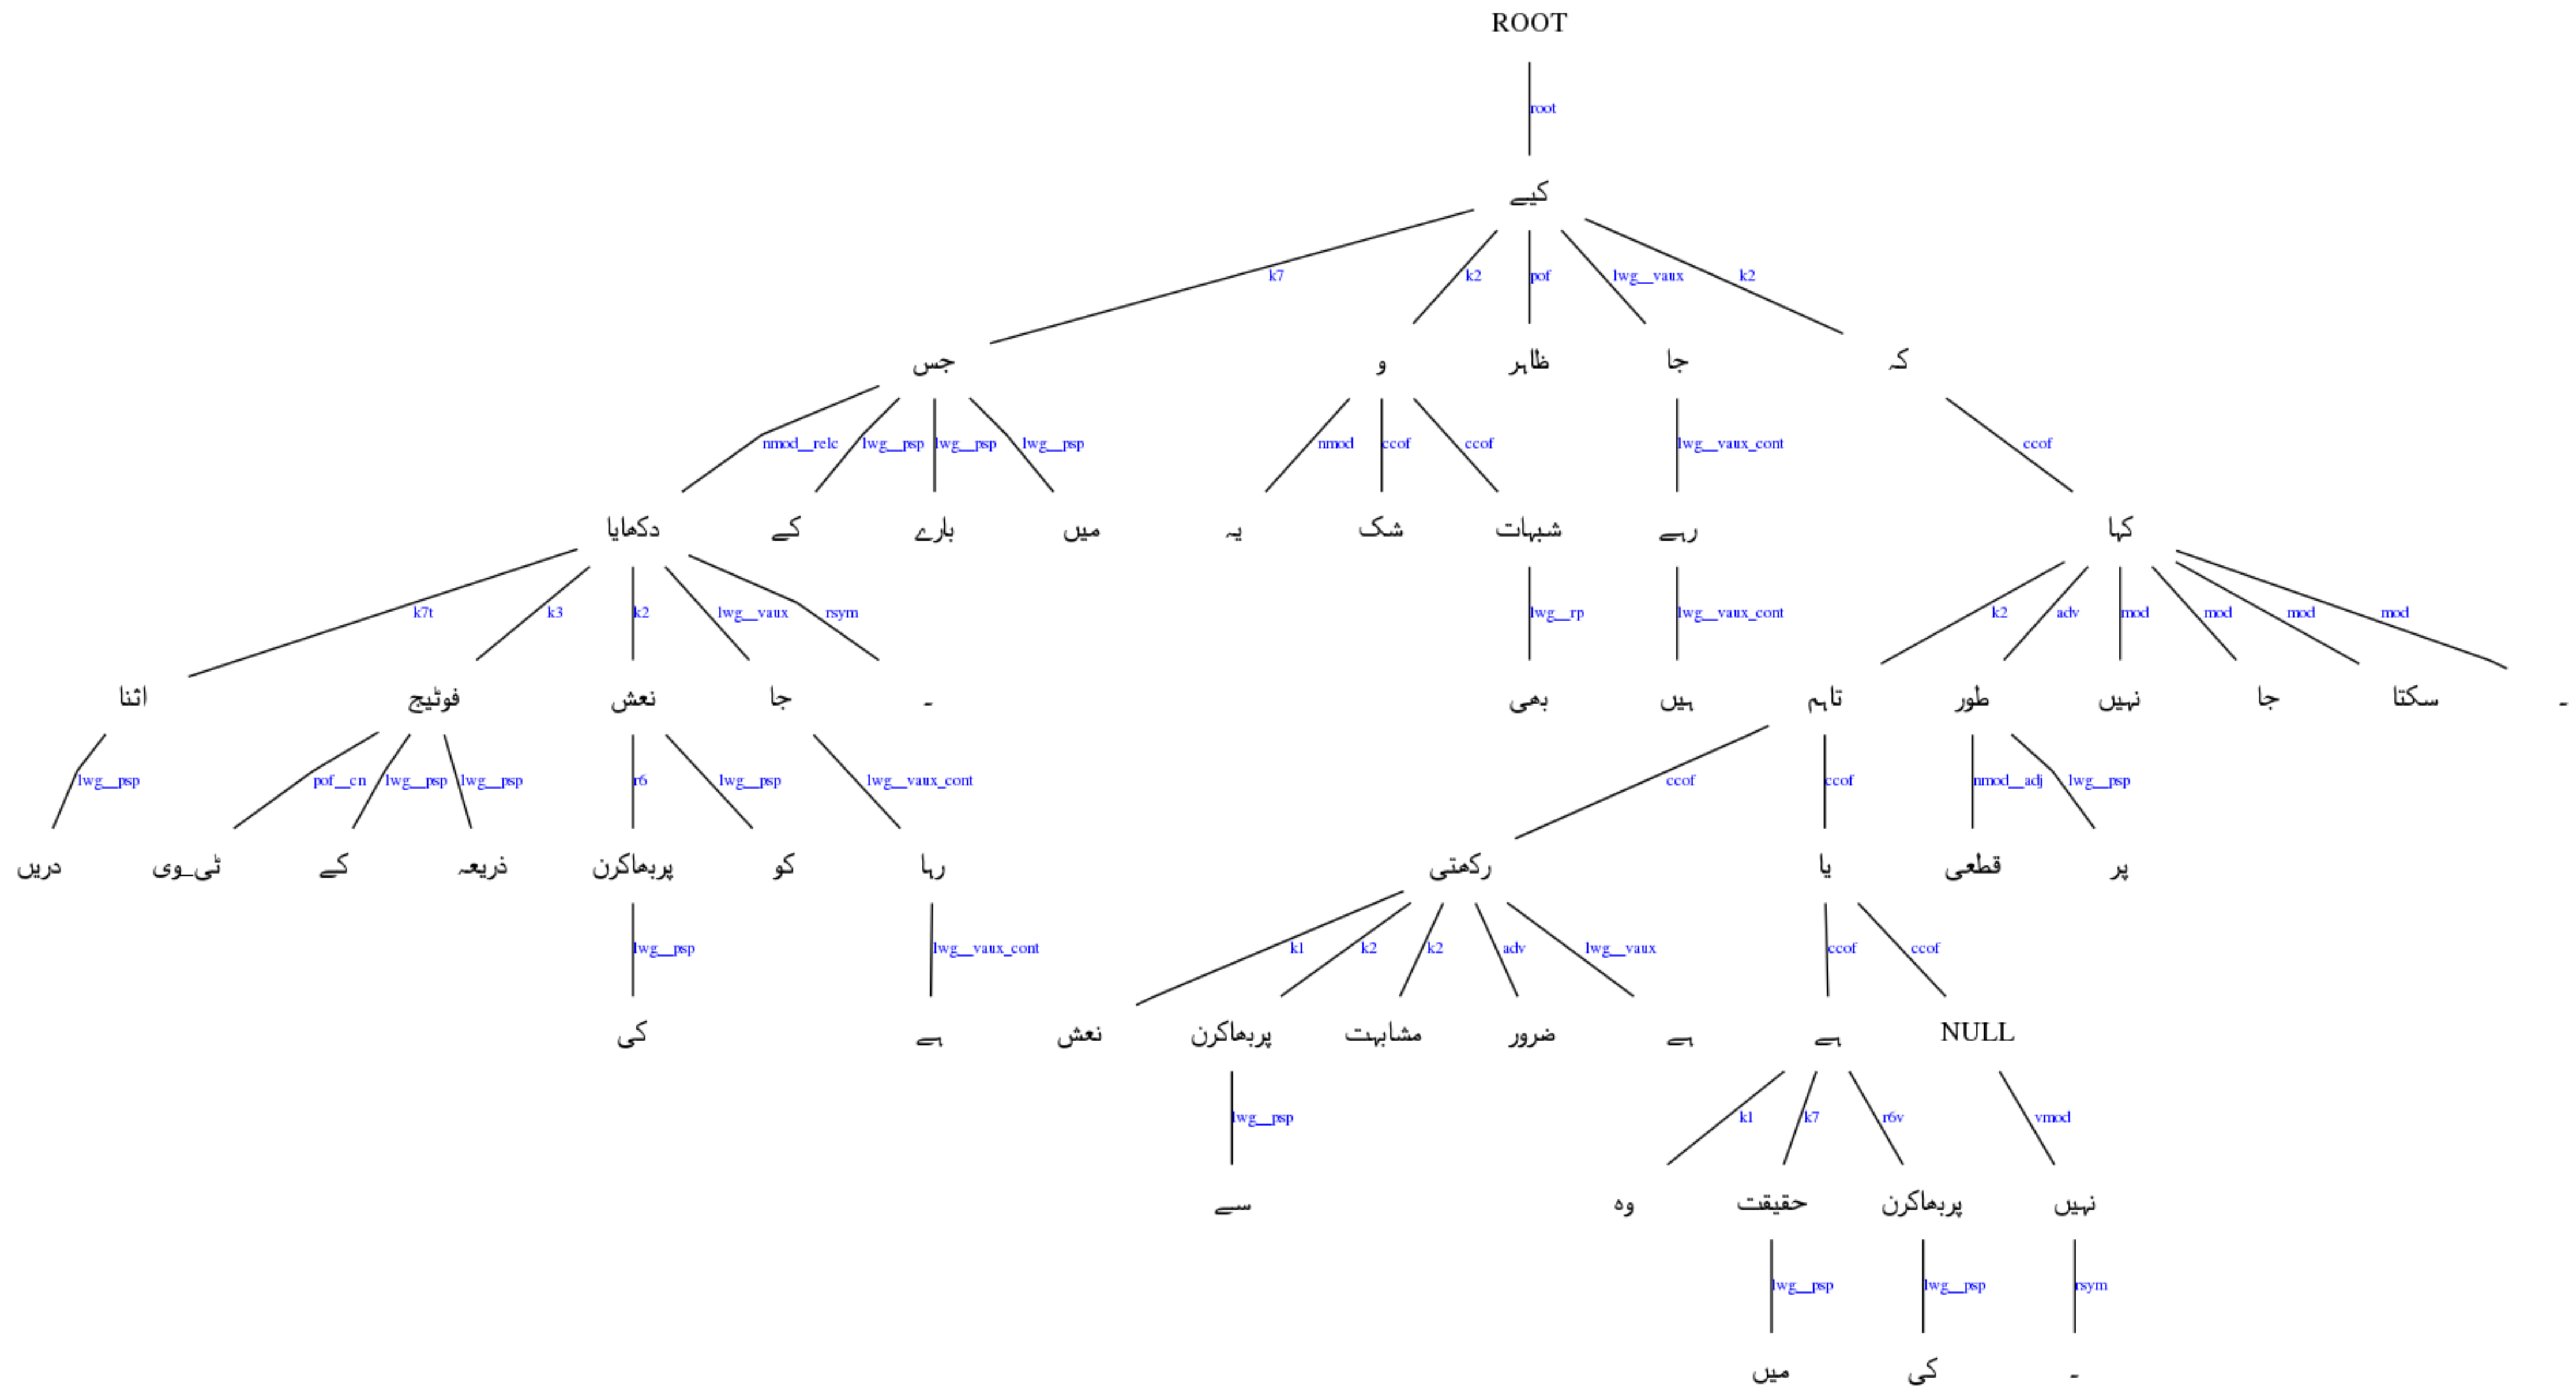 ROOT
root
کیے
k7 k2 pof lwg__vaux k2
جس و ظاہر جا کہ
nmod__relc lwg__psp lwg__psp lwg__psp nmod ccof ccof lwg__vaux_cont ccof
دکھایا کے بارے میں یہ شک شبہات رہے کہا
k7t k3 k2 lwg__vaux rsym lwg__rp lwg__vaux_cont k2 adv mod mod mod mod
اثنا فوٹیج نعش جا ۔ بھی ہیں تاہم طور نہیں جا سکتا ۔
lwg__psp pof__cn lwg__psp lwg__psp r6 lwg__psp lwg__vaux_cont ccof ccof nmod__adj lwg__psp
دریں ٹی_وی کے ذریعہ پربھاکرن کو رہا رکھتی یا قطعی پر
lwg__psp lwg__vaux_cont k1 k2 k2 adv lwg__vaux ccof ccof
کی ہے نعش پربھاکرن مشابہت ضرور ہے ہے NULL
lwg__psp k1 k7 r6v vmod
سے وہ حقیقت پربھاکرن نہیں
lwg__psp lwg__psp rsym
میں کی ۔